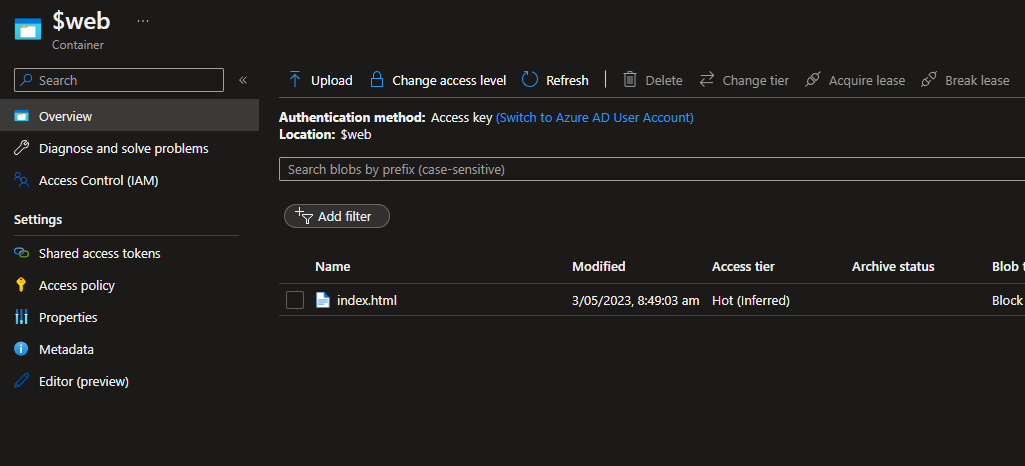 $web ...
Container
Search «
Overview
Diagnose and solve problems
Access Control (IAM)
Settings
Shared access tokens
Access policy
Properties
Metadata
Editor (preview)
Upload Change access level Refresh Delete Change tier Acquire lease Break lease
Authentication method: Access key (Switch to Azure AD User Account)
Location: $web
Search blobs by prefix (case-sensitive)
Add filter
Name Modified Access tier Archive status Blob t
index.html 3/05/2023, 8:49:03 am Hot (Inferred) Block